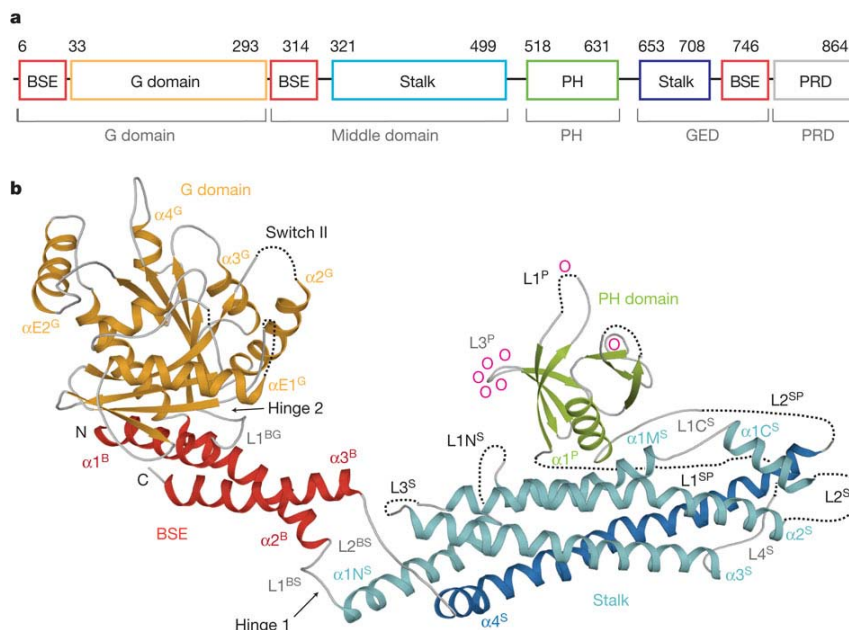 a
6 33 293 314 321 499 518 631 653 708 746 864
BSE G domain BSE Stalk PH Stalk BSE PRD
G domain Middle domain PH GED PRD
b
G domain
α4ᴳ
Switch II
α3ᴳ
α2ᴳ
αE2ᴳ
αE1ᴳ
Hinge 2
N
L1ᴮᴳ
α1ᴮ
C
α3ᴮ
BSE
α2ᴮ
L2ᴮˢ
L1ᴮˢ
α1Nˢ
Hinge 1
α4ˢ
O
L1ᴾ
PH domain
L3ᴾ
O
O O
O O
O
O
L2ˢᴾ
L1Cˢ
α1Cˢ
α1Mˢ
L1Nˢ
α1ᴾ
L3ˢ
L1ˢᴾ
L2ˢ
α2ˢ
L4ˢ
α3ˢ
Stalk